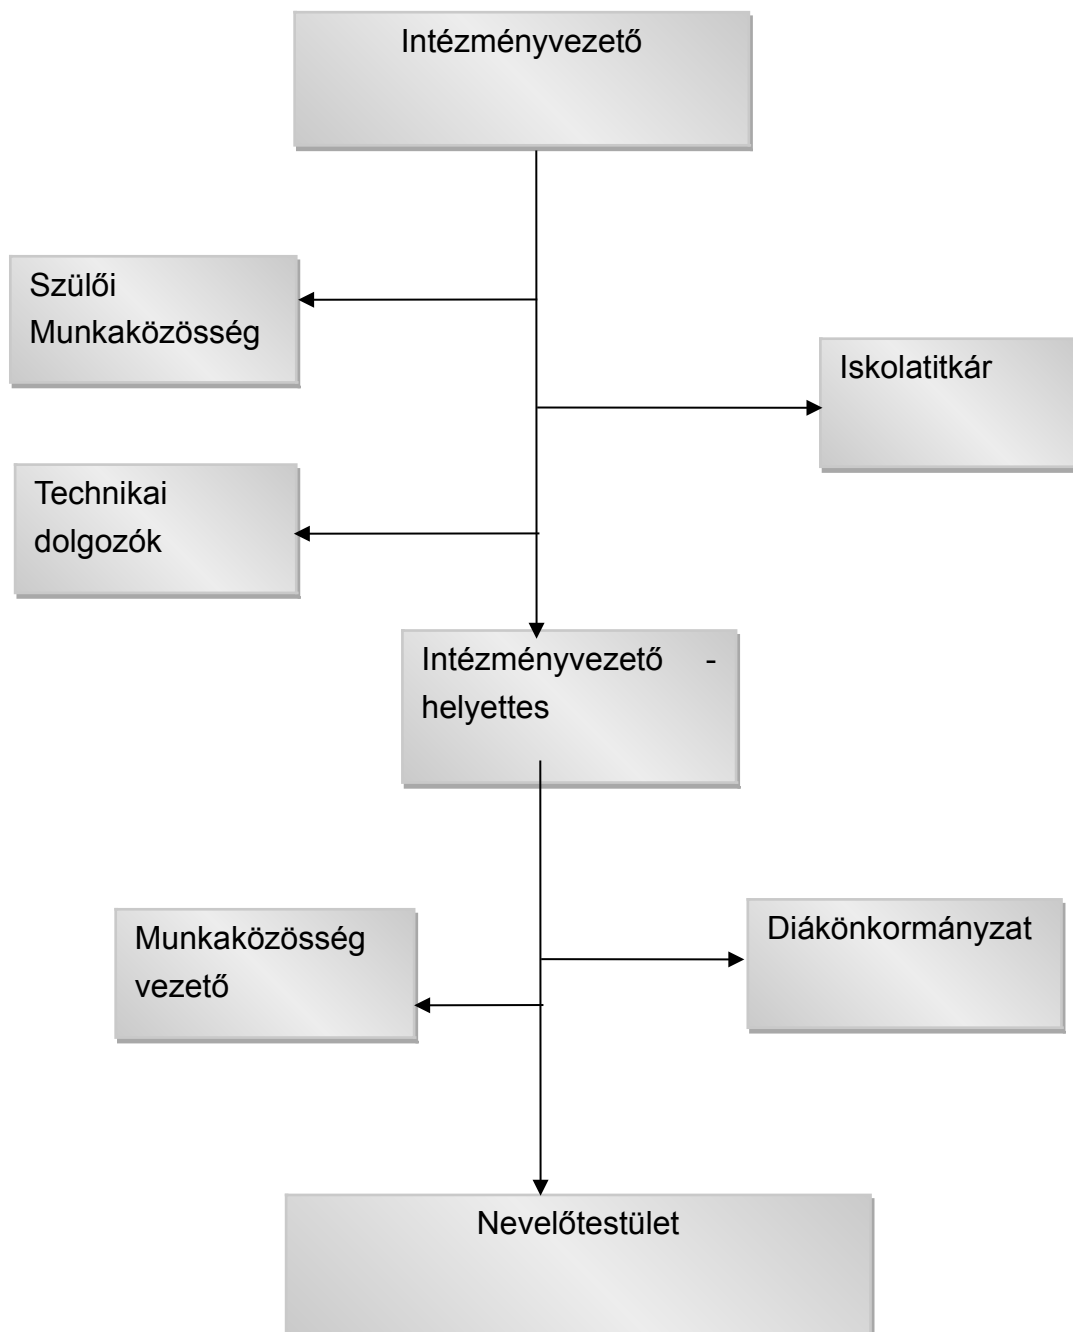 Intézményvezető
Szülői
Munkaközösség
Iskolatitkár
Technikai
dolgozók
Intézményvezető -
helyettes
Munkaközösség
vezető
Diákönkormányzat
Nevelőtestület